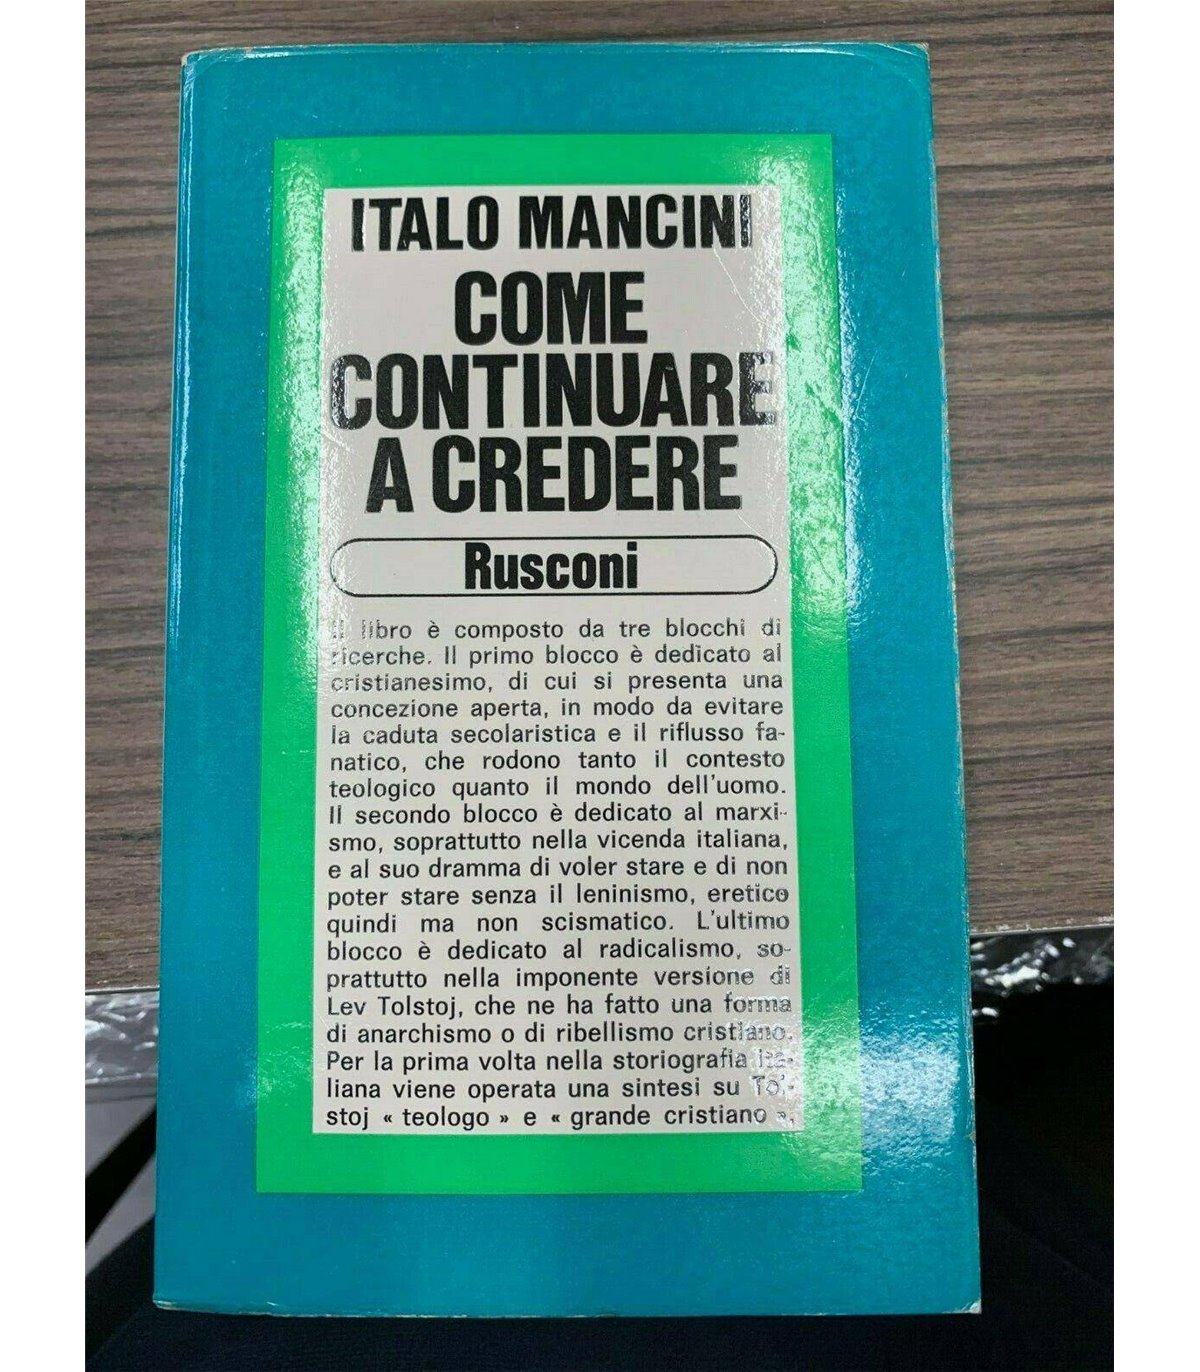 ITALO MANCINI
COME
CONTINUARE
A CREDERE
Rusconi
Il libro è composto da tre blocchi di
ricerche. Il primo blocco è dedicato al
cristianesimo, di cui si presenta una
concezione aperta, in modo da evitare
la caduta secolaristica e il riflusso fa-
natico, che rodono tanto il contesto
teologico quanto il mondo dell'uomo.
Il secondo blocco è dedicato al marxi-
smo, soprattutto nella vicenda italiana,
e al suo dramma di voler stare e di non
poter stare senza il leninismo, eretico
quindi ma non scismatico. L'ultimo
blocco è dedicato al radicalismo, so-
prattutto nella imponente versione di
Lev Tolstoj, che ne ha fatto una forma
di anarchismo o di ribellismo cristiano.
Per la prima volta nella storiografia ita-
liana viene operata una sintesi su Tol-
stoj « teologo » e « grande cristiano ».